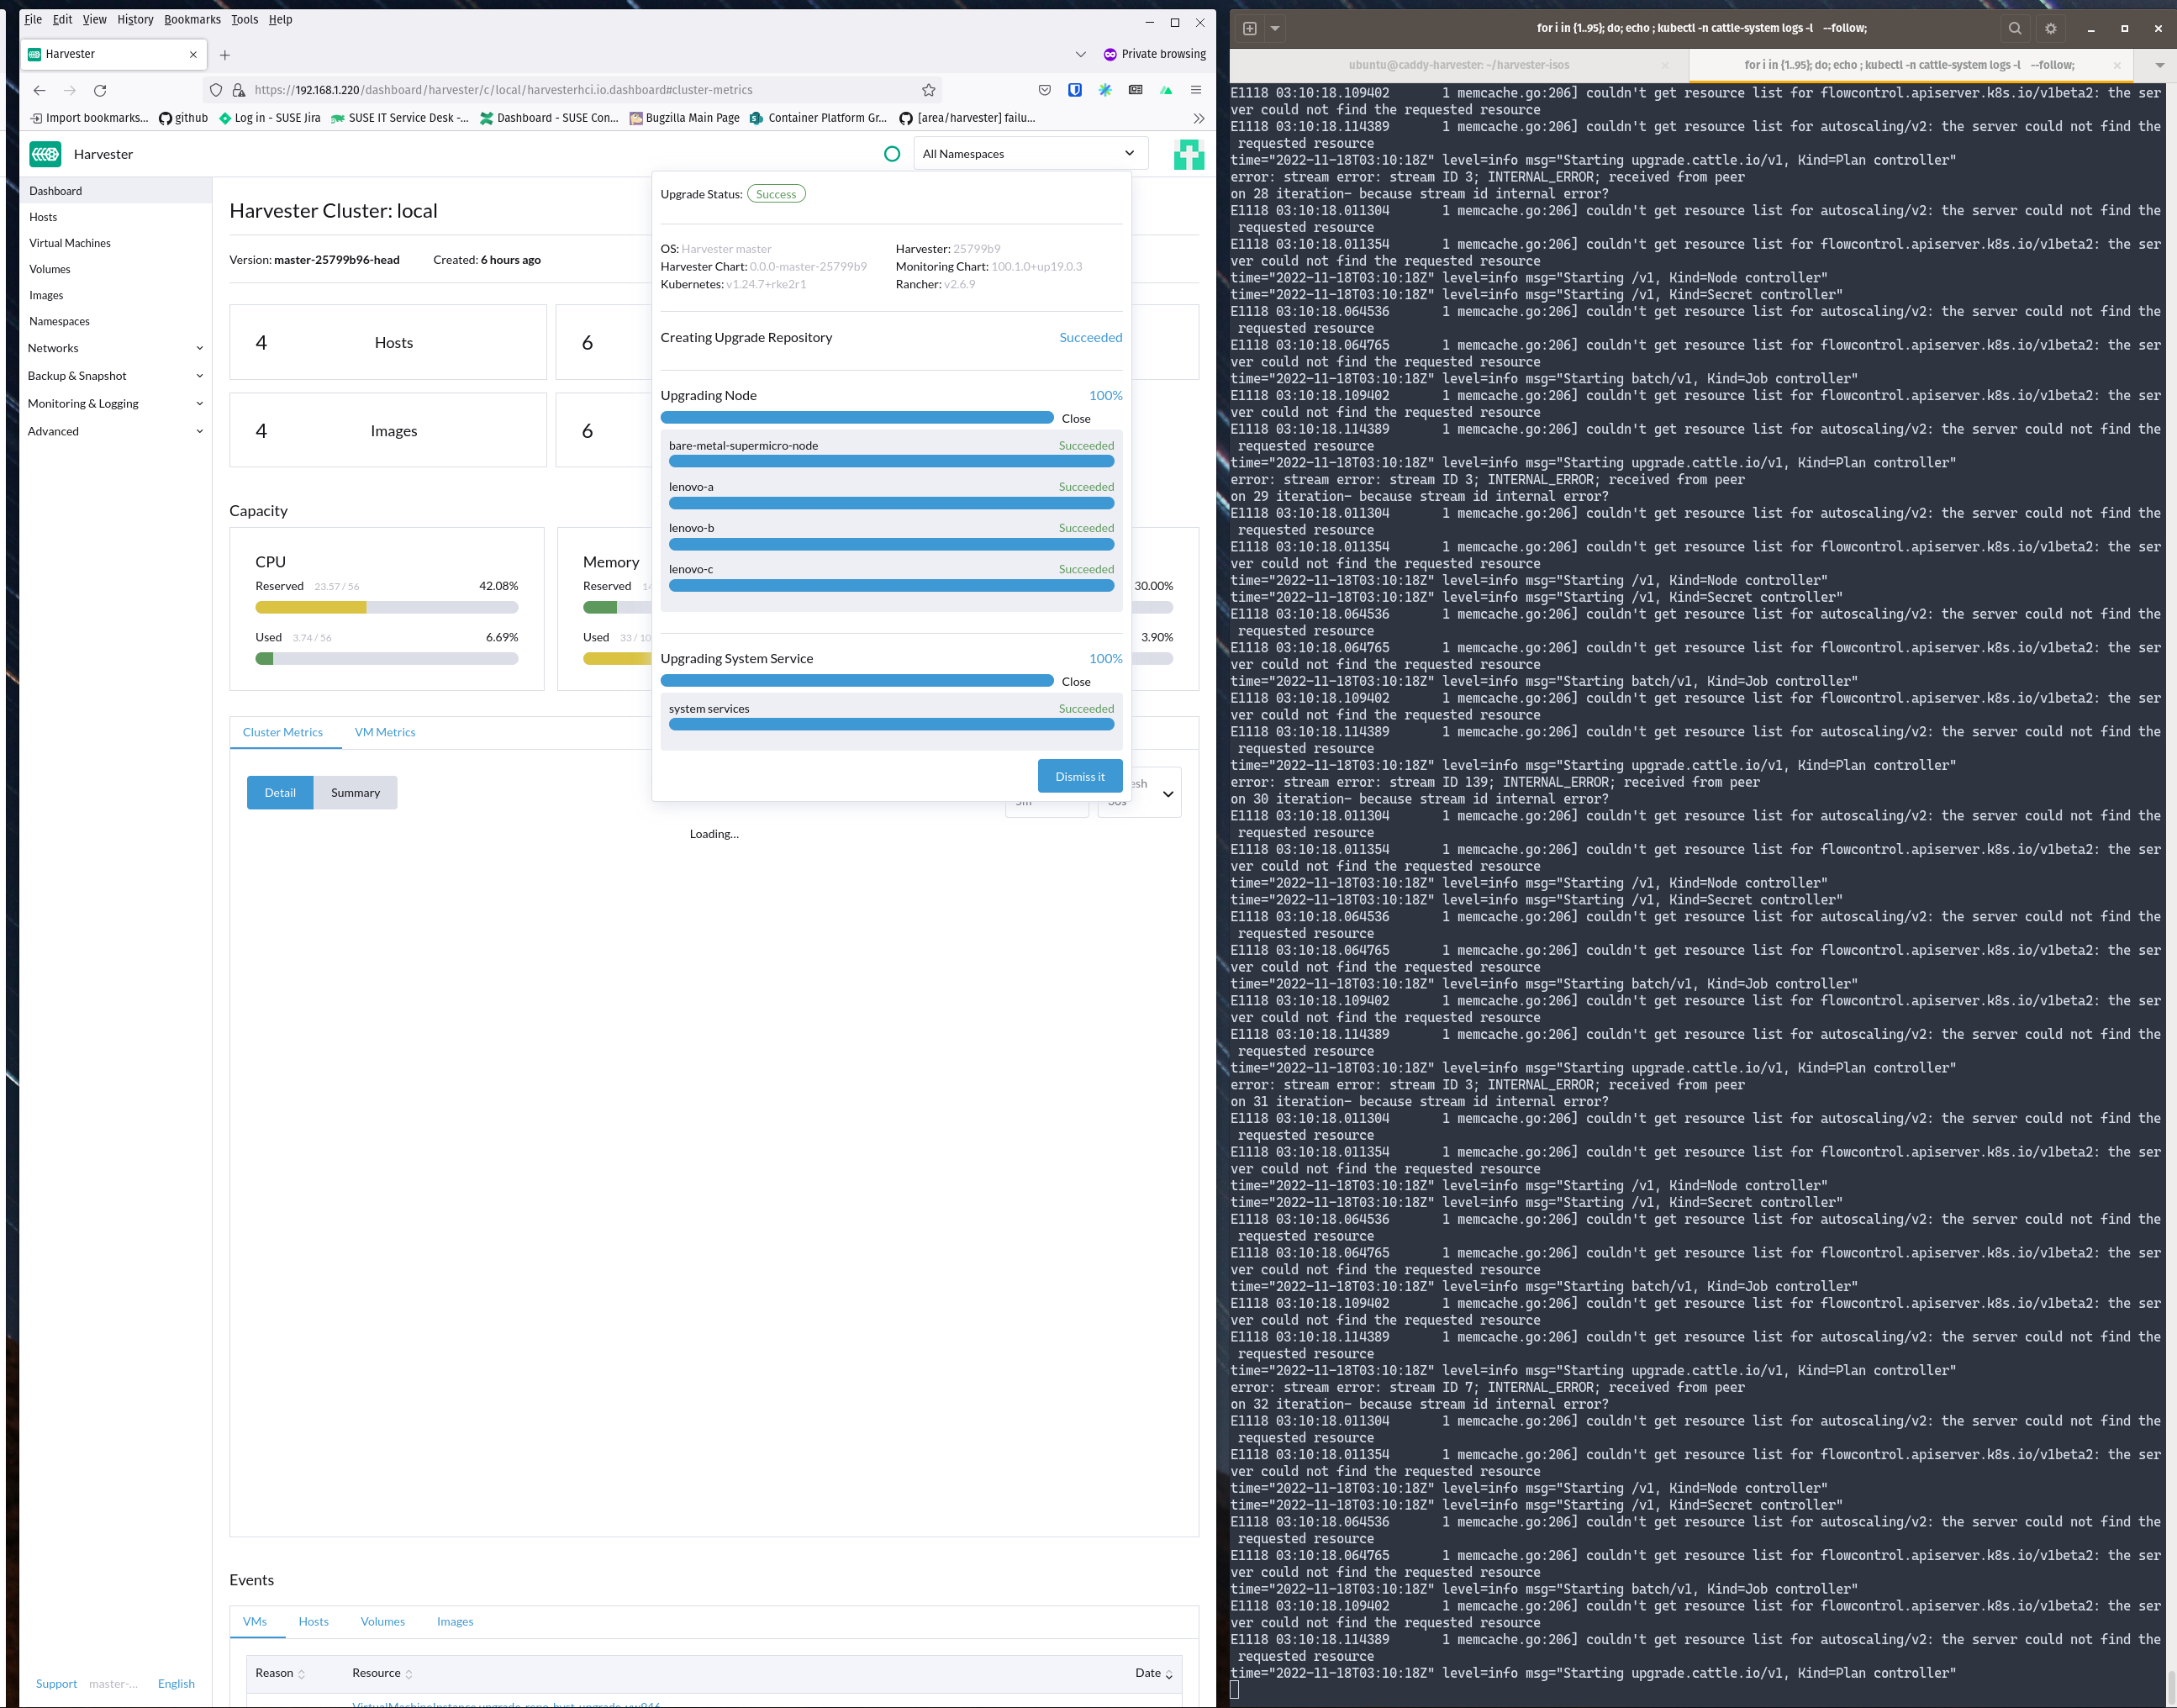 File Edit View History Bookmarks Tools Help
Harvester
Private browsing
https://192.168.1.220/dashboard/harvester/c/local/harvesterhci.io.dashboard#cluster-metrics
Import bookmarks... github Log in - SUSE Jira SUSE IT Service Desk -... Dashboard - SUSE Con... Bugzilla Main Page Container Platform Gr... [area/harvester] failu...
Harvester
All Namespaces
Dashboard
Hosts
Virtual Machines
Volumes
Images
Namespaces
Networks
Backup & Snapshot
Monitoring & Logging
Advanced
Harvester Cluster: local
Version: master-25799b96-head Created: 6 hours ago
4 Hosts
6
4 Images
6
Capacity
CPU
Reserved 23.57 / 56 42.08%
Used 3.74 / 56 6.69%
Memory
Reserved
Used 33 / 10
30.00%
3.90%
Upgrade Status: Success
OS: Harvester master Harvester: 25799b9
Harvester Chart: 0.0.0-master-25799b9 Monitoring Chart: 100.1.0+up19.0.3
Kubernetes: v1.24.7+rke2r1 Rancher: v2.6.9
Creating Upgrade Repository Succeeded
Upgrading Node 100%
Close
bare-metal-supermicro-node Succeeded
lenovo-a Succeeded
lenovo-b Succeeded
lenovo-c Succeeded
Upgrading System Service 100%
Close
system services Succeeded
Dismiss it
Cluster Metrics VM Metrics
Detail Summary
Loading...
Events
VMs Hosts Volumes Images
Reason Resource Date
Support master-... English
for i in {1..95}; do; echo ; kubectl -n cattle-system logs -l --follow;
ubuntu@caddy-harvester: ~/harvester-isos
for i in {1..95}; do; echo ; kubectl -n cattle-system logs -l --follow;
E1118 03:10:18.109402 1 memcache.go:206] couldn't get resource list for flowcontrol.apiserver.k8s.io/v1beta2: the ser
ver could not find the requested resource
E1118 03:10:18.114389 1 memcache.go:206] couldn't get resource list for autoscaling/v2: the server could not find the
requested resource
time="2022-11-18T03:10:18Z" level=info msg="Starting upgrade.cattle.io/v1, Kind=Plan controller"
error: stream error: stream ID 3; INTERNAL_ERROR; received from peer
on 28 iteration- because stream id internal error?
E1118 03:10:18.011304 1 memcache.go:206] couldn't get resource list for autoscaling/v2: the server could not find the
requested resource
E1118 03:10:18.011354 1 memcache.go:206] couldn't get resource list for flowcontrol.apiserver.k8s.io/v1beta2: the ser
ver could not find the requested resource
time="2022-11-18T03:10:18Z" level=info msg="Starting /v1, Kind=Node controller"
time="2022-11-18T03:10:18Z" level=info msg="Starting /v1, Kind=Secret controller"
E1118 03:10:18.064536 1 memcache.go:206] couldn't get resource list for autoscaling/v2: the server could not find the
requested resource
E1118 03:10:18.064765 1 memcache.go:206] couldn't get resource list for flowcontrol.apiserver.k8s.io/v1beta2: the ser
ver could not find the requested resource
time="2022-11-18T03:10:18Z" level=info msg="Starting batch/v1, Kind=Job controller"
E1118 03:10:18.109402 1 memcache.go:206] couldn't get resource list for flowcontrol.apiserver.k8s.io/v1beta2: the ser
ver could not find the requested resource
E1118 03:10:18.114389 1 memcache.go:206] couldn't get resource list for autoscaling/v2: the server could not find the
requested resource
time="2022-11-18T03:10:18Z" level=info msg="Starting upgrade.cattle.io/v1, Kind=Plan controller"
error: stream error: stream ID 3; INTERNAL_ERROR; received from peer
on 29 iteration- because stream id internal error?
E1118 03:10:18.011304 1 memcache.go:206] couldn't get resource list for autoscaling/v2: the server could not find the
requested resource
E1118 03:10:18.011354 1 memcache.go:206] couldn't get resource list for flowcontrol.apiserver.k8s.io/v1beta2: the ser
ver could not find the requested resource
time="2022-11-18T03:10:18Z" level=info msg="Starting /v1, Kind=Node controller"
time="2022-11-18T03:10:18Z" level=info msg="Starting /v1, Kind=Secret controller"
E1118 03:10:18.064536 1 memcache.go:206] couldn't get resource list for autoscaling/v2: the server could not find the
requested resource
E1118 03:10:18.064765 1 memcache.go:206] couldn't get resource list for flowcontrol.apiserver.k8s.io/v1beta2: the ser
ver could not find the requested resource
time="2022-11-18T03:10:18Z" level=info msg="Starting batch/v1, Kind=Job controller"
E1118 03:10:18.109402 1 memcache.go:206] couldn't get resource list for flowcontrol.apiserver.k8s.io/v1beta2: the ser
ver could not find the requested resource
E1118 03:10:18.114389 1 memcache.go:206] couldn't get resource list for autoscaling/v2: the server could not find the
requested resource
time="2022-11-18T03:10:18Z" level=info msg="Starting upgrade.cattle.io/v1, Kind=Plan controller"
error: stream error: stream ID 139; INTERNAL_ERROR; received from peer
on 30 iteration- because stream id internal error?
E1118 03:10:18.011304 1 memcache.go:206] couldn't get resource list for autoscaling/v2: the server could not find the
requested resource
E1118 03:10:18.011354 1 memcache.go:206] couldn't get resource list for flowcontrol.apiserver.k8s.io/v1beta2: the ser
ver could not find the requested resource
time="2022-11-18T03:10:18Z" level=info msg="Starting /v1, Kind=Node controller"
time="2022-11-18T03:10:18Z" level=info msg="Starting /v1, Kind=Secret controller"
E1118 03:10:18.064536 1 memcache.go:206] couldn't get resource list for autoscaling/v2: the server could not find the
requested resource
E1118 03:10:18.064765 1 memcache.go:206] couldn't get resource list for flowcontrol.apiserver.k8s.io/v1beta2: the ser
ver could not find the requested resource
time="2022-11-18T03:10:18Z" level=info msg="Starting batch/v1, Kind=Job controller"
E1118 03:10:18.109402 1 memcache.go:206] couldn't get resource list for flowcontrol.apiserver.k8s.io/v1beta2: the ser
ver could not find the requested resource
E1118 03:10:18.114389 1 memcache.go:206] couldn't get resource list for autoscaling/v2: the server could not find the
requested resource
time="2022-11-18T03:10:18Z" level=info msg="Starting upgrade.cattle.io/v1, Kind=Plan controller"
error: stream error: stream ID 3; INTERNAL_ERROR; received from peer
on 31 iteration- because stream id internal error?
E1118 03:10:18.011304 1 memcache.go:206] couldn't get resource list for autoscaling/v2: the server could not find the
requested resource
E1118 03:10:18.011354 1 memcache.go:206] couldn't get resource list for flowcontrol.apiserver.k8s.io/v1beta2: the ser
ver could not find the requested resource
time="2022-11-18T03:10:18Z" level=info msg="Starting /v1, Kind=Node controller"
time="2022-11-18T03:10:18Z" level=info msg="Starting /v1, Kind=Secret controller"
E1118 03:10:18.064536 1 memcache.go:206] couldn't get resource list for autoscaling/v2: the server could not find the
requested resource
E1118 03:10:18.064765 1 memcache.go:206] couldn't get resource list for flowcontrol.apiserver.k8s.io/v1beta2: the ser
ver could not find the requested resource
time="2022-11-18T03:10:18Z" level=info msg="Starting batch/v1, Kind=Job controller"
E1118 03:10:18.109402 1 memcache.go:206] couldn't get resource list for flowcontrol.apiserver.k8s.io/v1beta2: the ser
ver could not find the requested resource
E1118 03:10:18.114389 1 memcache.go:206] couldn't get resource list for autoscaling/v2: the server could not find the
requested resource
time="2022-11-18T03:10:18Z" level=info msg="Starting upgrade.cattle.io/v1, Kind=Plan controller"
error: stream error: stream ID 7; INTERNAL_ERROR; received from peer
on 32 iteration- because stream id internal error?
E1118 03:10:18.011304 1 memcache.go:206] couldn't get resource list for autoscaling/v2: the server could not find the
requested resource
E1118 03:10:18.011354 1 memcache.go:206] couldn't get resource list for flowcontrol.apiserver.k8s.io/v1beta2: the ser
ver could not find the requested resource
time="2022-11-18T03:10:18Z" level=info msg="Starting /v1, Kind=Node controller"
time="2022-11-18T03:10:18Z" level=info msg="Starting /v1, Kind=Secret controller"
E1118 03:10:18.064536 1 memcache.go:206] couldn't get resource list for autoscaling/v2: the server could not find the
requested resource
E1118 03:10:18.064765 1 memcache.go:206] couldn't get resource list for flowcontrol.apiserver.k8s.io/v1beta2: the ser
ver could not find the requested resource
time="2022-11-18T03:10:18Z" level=info msg="Starting batch/v1, Kind=Job controller"
E1118 03:10:18.109402 1 memcache.go:206] couldn't get resource list for flowcontrol.apiserver.k8s.io/v1beta2: the ser
ver could not find the requested resource
E1118 03:10:18.114389 1 memcache.go:206] couldn't get resource list for autoscaling/v2: the server could not find the
requested resource
time="2022-11-18T03:10:18Z" level=info msg="Starting upgrade.cattle.io/v1, Kind=Plan controller"